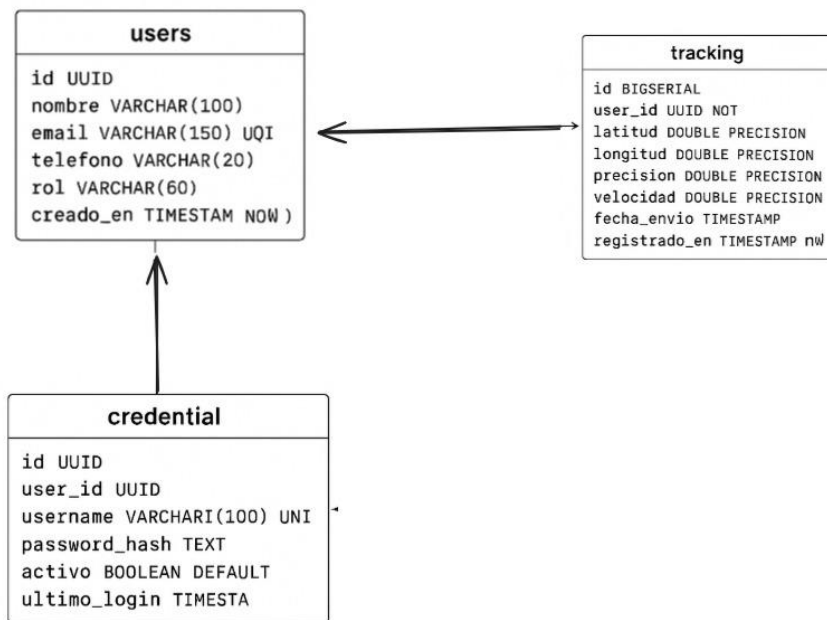 users
id UUID
nombre VARCHAR(100)
email VARCHAR(150) UQI
telefono VARCHAR(20)
rol VARCHAR(60)
creado_en TIMESTAM NOW )
tracking
id BIGSERIAL
user_id UUID NOT
latitud DOUBLE PRECISION
longitud DOUBLE PRECISION
precision DOUBLE PRECISION
velocidad DOUBLE PRECISION
fecha_envio TIMESTAMP
registrado_en TIMESTAMP nW
credential
id UUID
user_id UUID
username VARCHARI(100) UNI
password_hash TEXT
activo BOOLEAN DEFAULT
ultimo_login TIMESTA